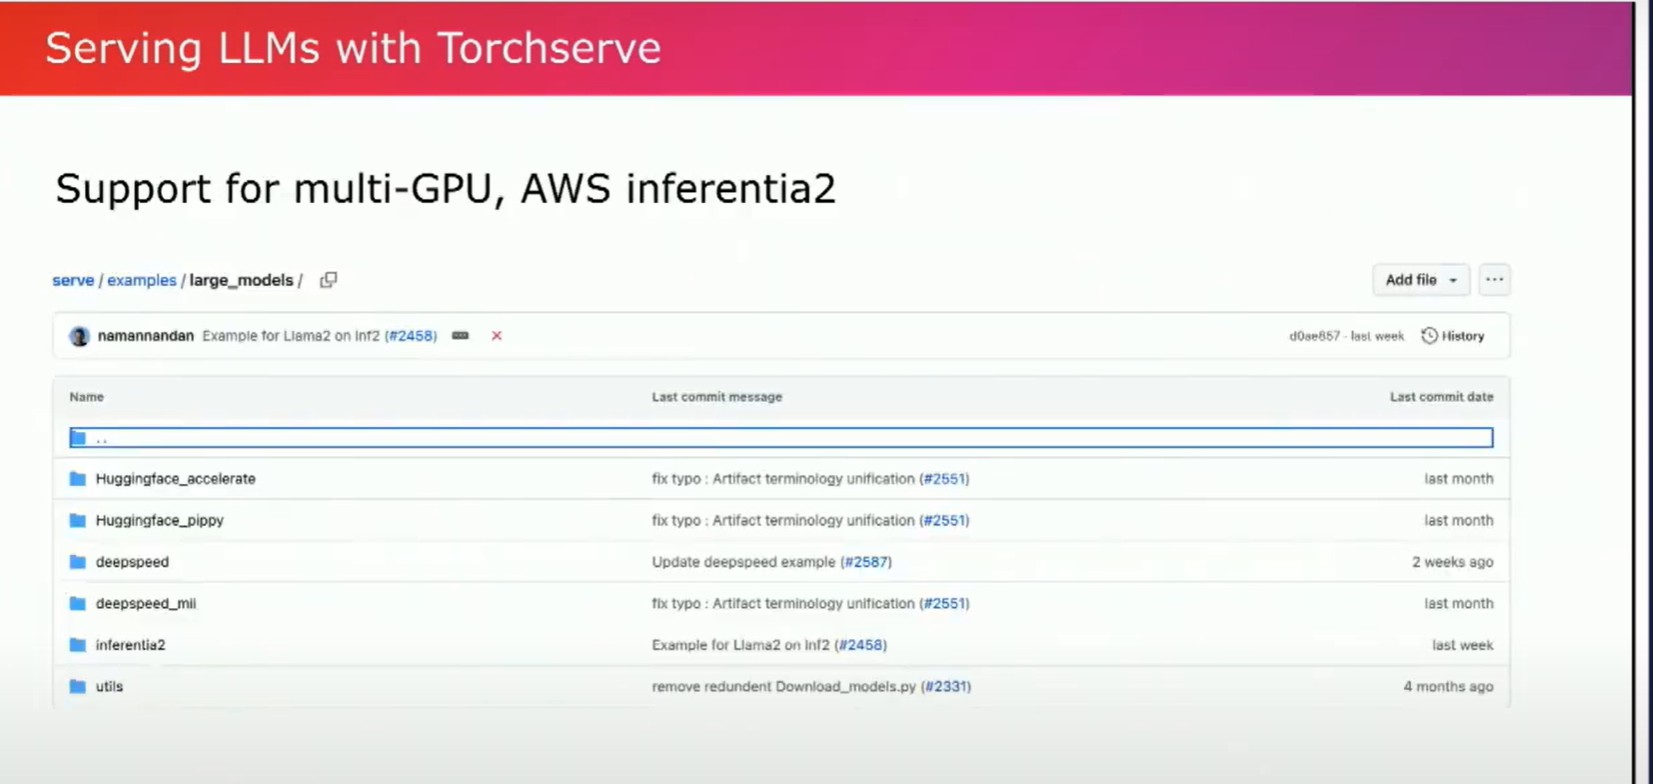 Serving LLMs with Torchserve
Support for multi-GPU, AWS inferentia2
serve / examples / large_models /
Add file
namannandan Example for Llama2 on Inf2 (#2458)
d0ae857 · last week History
Name Last commit message Last commit date
..
Huggingface_accelerate fix typo : Artifact terminology unification (#2551) last month
Huggingface_pippy fix typo : Artifact terminology unification (#2551) last month
deepspeed Update deepspeed example (#2587) 2 weeks ago
deepspeed_mii fix typo : Artifact terminology unification (#2551) last month
inferentia2 Example for Llama2 on Inf2 (#2458) last week
utils remove redundent Download_models.py (#2331) 4 months ago